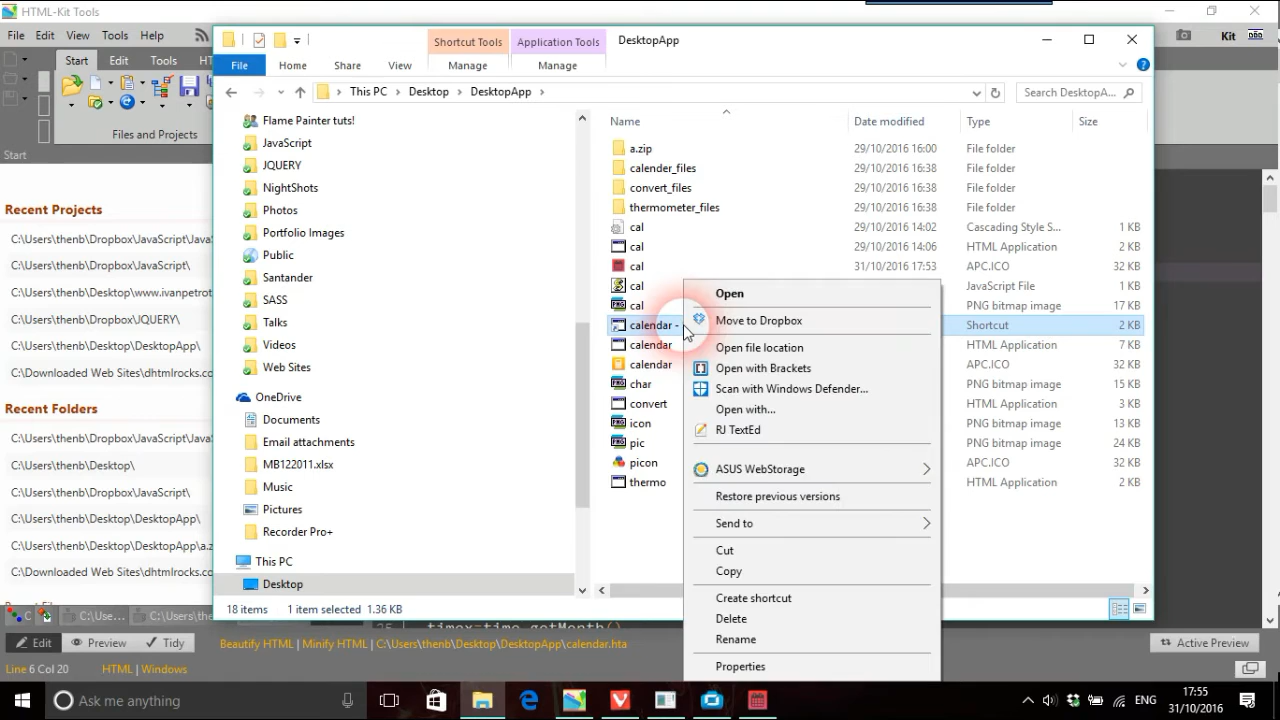 HTML-Kit Tools
File Edit View Tools Help
Kit
Start Edit View Tools
Files and Projects
Start
Recent Projects
C:\Users\thenb\Dropbox\JavaScript\Java
C:\Users\thenb\Dropbox\JavaScript\
C:\Users\thenb\Desktop\www.ivanpetrot
C:\Users\thenb\Dropbox\JQUERY\
C:\Users\thenb\Desktop\DesktopApp\
C:\Downloaded Web Sites\dhtmlrocks.co
Recent Folders
C:\Users\thenb\Dropbox\JavaScript\Java
C:\Users\thenb\Desktop\
C:\Users\thenb\Dropbox\JavaScript\
C:\Users\thenb\Desktop\DesktopApp\
C:\Users\thenb\Desktop\DesktopApp\a.z
C:\Downloaded Web Sites\dhtmlrocks.co
C C:\Use... C:\Users\th
Edit Preview Tidy
Line 6 Col 20 HTML | Windows
Shortcut Tools Application Tools DesktopApp
File Home Share View Manage Manage
This PC Desktop DesktopApp
Search DesktopA...
Flame Painter tuts!
JavaScript
JQUERY
NightShots
Photos
Portfolio Images
Public
Santander
SASS
Talks
Videos
Web Sites
OneDrive
Documents
Email attachments
MB122011.xlsx
Music
Pictures
Recorder Pro+
This PC
Desktop
Name Date modified Type Size
a.zip 29/10/2016 16:00 File folder
calender_files 29/10/2016 16:38 File folder
convert_files 29/10/2016 16:38 File folder
thermometer_files 29/10/2016 16:38 File folder
cal 29/10/2016 14:02 Cascading Style S... 1 KB
cal 29/10/2016 14:06 HTML Application 2 KB
cal 31/10/2016 17:53 APC.ICO 32 KB
cal JavaScript File 1 KB
cal PNG bitmap image 17 KB
calendar - Shortcut 2 KB
calendar HTML Application 7 KB
calendar APC.ICO 32 KB
char PNG bitmap image 15 KB
convert HTML Application 3 KB
icon PNG bitmap image 13 KB
pic PNG bitmap image 24 KB
picon APC.ICO 32 KB
thermo HTML Application 2 KB
Open
Move to Dropbox
Open file location
Open with Brackets
Scan with Windows Defender...
Open with...
RJ TextEd
ASUS WebStorage
Restore previous versions
Send to
Cut
Copy
Create shortcut
Delete
Rename
Properties
18 items 1 item selected 1.36 KB
25 timex=time.getMonth()
Beautify HTML | Minify HTML | C:\Users\thenb\Desktop\DesktopApp\calendar.hta
Active Preview
Ask me anything
ENG
17:55
31/10/2016